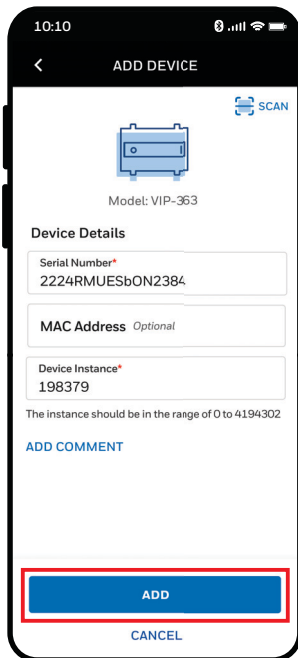 10:10
ADD DEVICE
SCAN
Model: VIP-363
Device Details
Serial Number*
2224RMUESbON2384
MAC Address Optional
Device Instance*
198379
The instance should be in the range of 0 to 4194302
ADD COMMENT
ADD
CANCEL